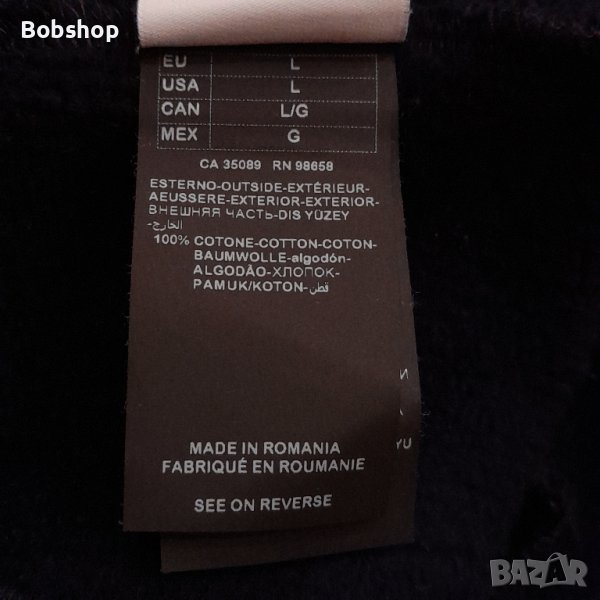 Bobshop
EU L
USA L
CAN L/G
MEX G
CA 35089 RN 98658
ESTERNO-OUTSIDE-EXTÉRIEUR-
AEUSSERE-EXTERIOR-EXTERIOR-
ВНЕШНЯЯ ЧАСТЬ-DIS YÜZEY
الخارج-
100% COTONE-COTTON-COTON-
BAUMWOLLE-algodón-
ALGODÃO-ХЛОПОК-
PAMUK/KOTON-قطن
MADE IN ROMANIA
FABRIQUÉ EN ROUMANIE
SEE ON REVERSE
BAZAR